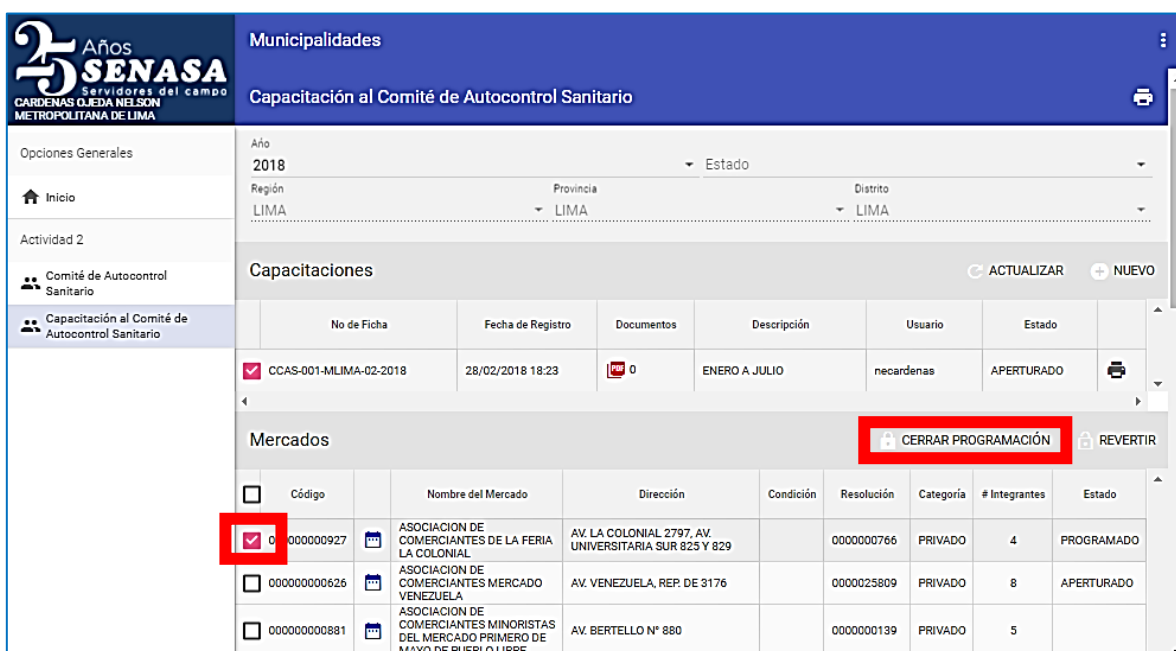 25 Años
SENASA
Servidores del campo
CARDENAS OJEDA NELSON
METROPOLITANA DE LIMA
Municipalidades
Capacitación al Comité de Autocontrol Sanitario
Opciones Generales
Inicio
Actividad 2
Comité de Autocontrol
Sanitario
Capacitación al Comité de
Autocontrol Sanitario
Año
2018
Estado
Región
Provincia
Distrito
LIMA
LIMA
LIMA
Capacitaciones
ACTUALIZAR
NUEVO
No de Ficha
Fecha de Registro
Documentos
Descripción
Usuario
Estado
CCAS-001-MLIMA-02-2018
28/02/2018 18:23
PDF 0
ENERO A JULIO
necardenas
APERTURADO
Mercados
CERRAR PROGRAMACIÓN
REVERTIR
Código
Nombre del Mercado
Dirección
Condición
Resolución
Categoría
# Integrantes
Estado
000000927
ASOCIACION DE
COMERCIANTES DE LA FERIA
LA COLONIAL
AV. LA COLONIAL 2797, AV.
UNIVERSITARIA SUR 825 Y 829
0000000766
PRIVADO
4
PROGRAMADO
000000000626
ASOCIACION DE
COMERCIANTES MERCADO
VENEZUELA
AV. VENEZUELA, REP. DE 3176
0000025809
PRIVADO
8
APERTURADO
000000000881
ASOCIACION DE
COMERCIANTES MINORISTAS
DEL MERCADO PRIMERO DE
MAYO DE PUEBLO LIBRE
AV. BERTELLO Nº 880
0000000139
PRIVADO
5